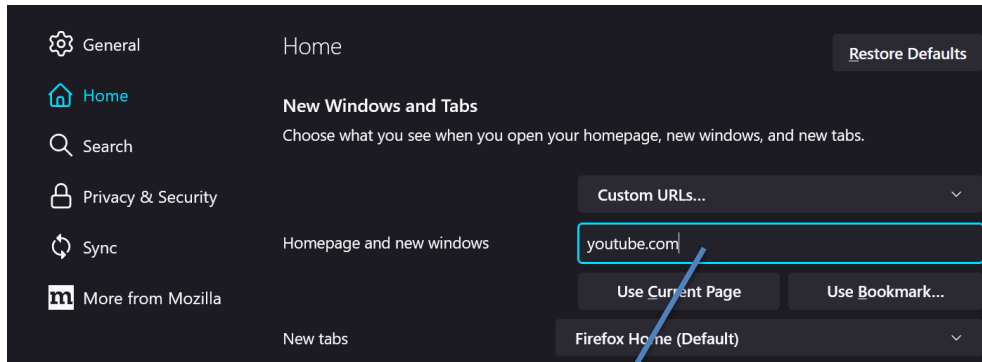 General
Home
Search
Privacy & Security
Sync
m
More from Mozilla
Home
Restore Defaults
New Windows and Tabs
Choose what you see when you open your homepage, new windows, and new tabs.
Custom URLs...
Homepage and new windows
youtube.com
Use Current Page
Use Bookmark...
New tabs
Firefox Home (Default)